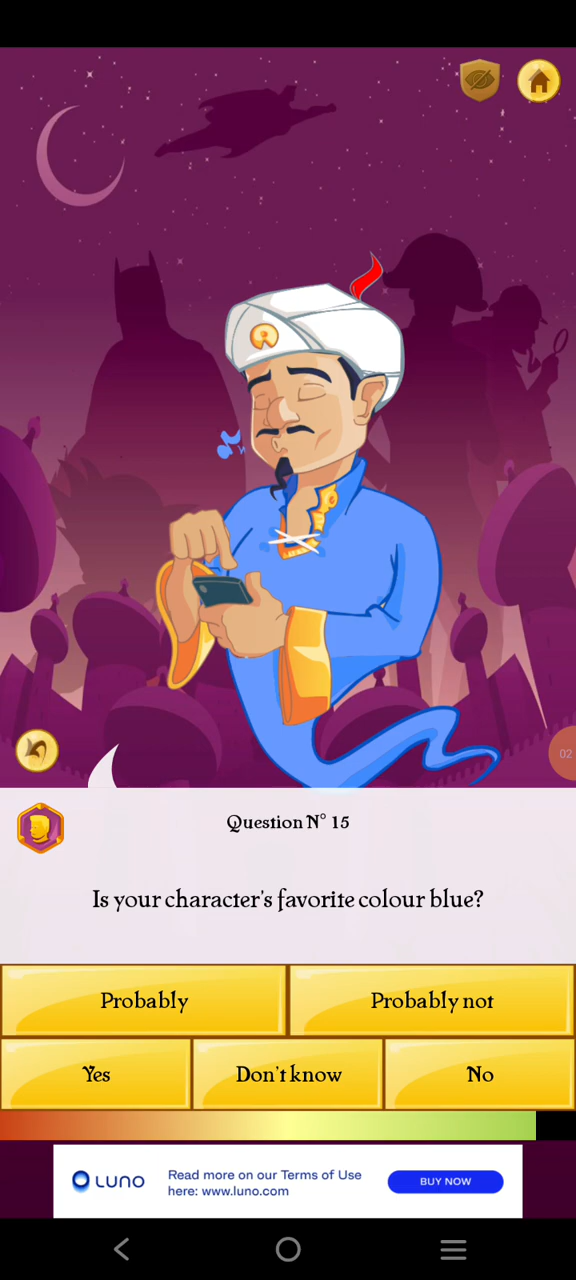 02
Question N° 15
Is your character's favorite colour blue?
Probably
Probably not
Yes
Don't know
No
LUNO
Read more on our Terms of Use
here: www.luno.com
BUY NOW